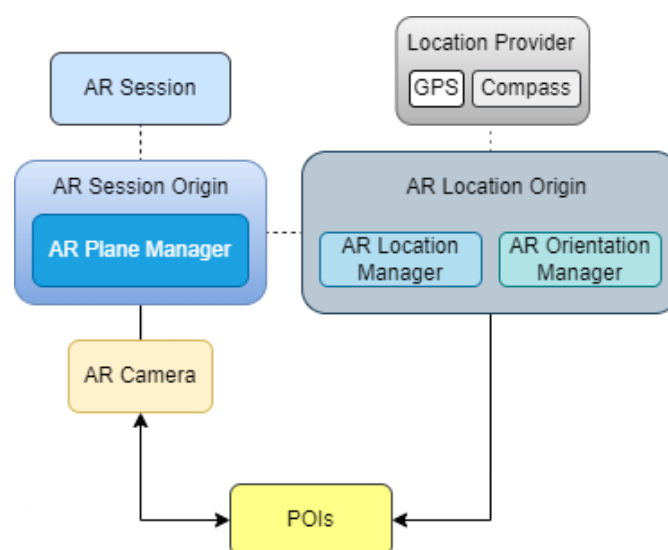 Location Provider
GPS
Compass
AR Session
AR Session Origin
AR Plane Manager
AR Location Origin
AR Location
Manager
AR Orientation
Manager
AR Camera
POIs